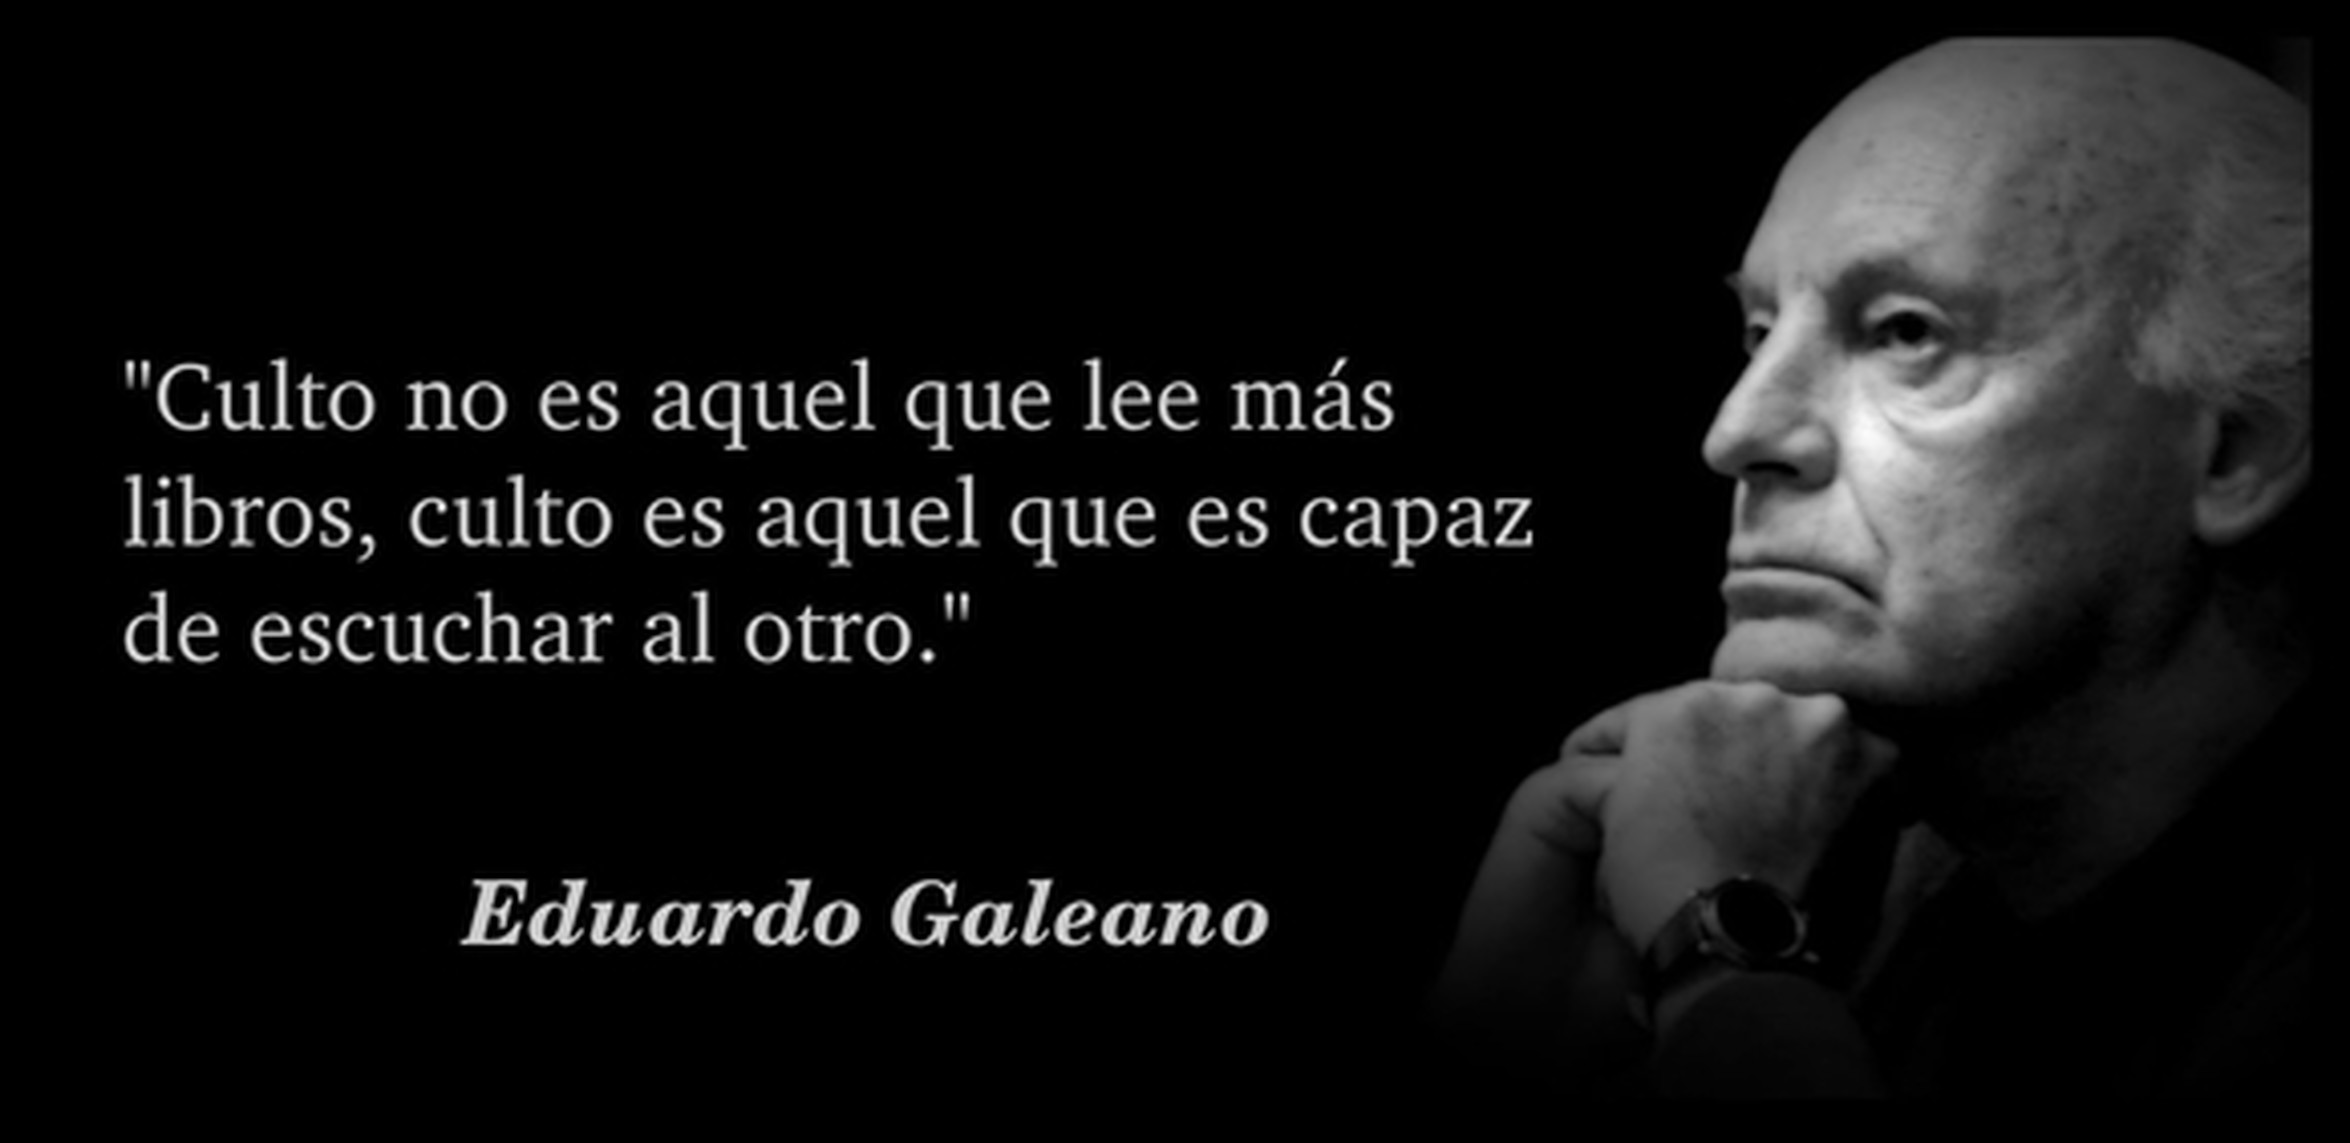 "Culto no es aquel que lee más
libros, culto es aquel que es capaz
de escuchar al otro."
Eduardo Galeano